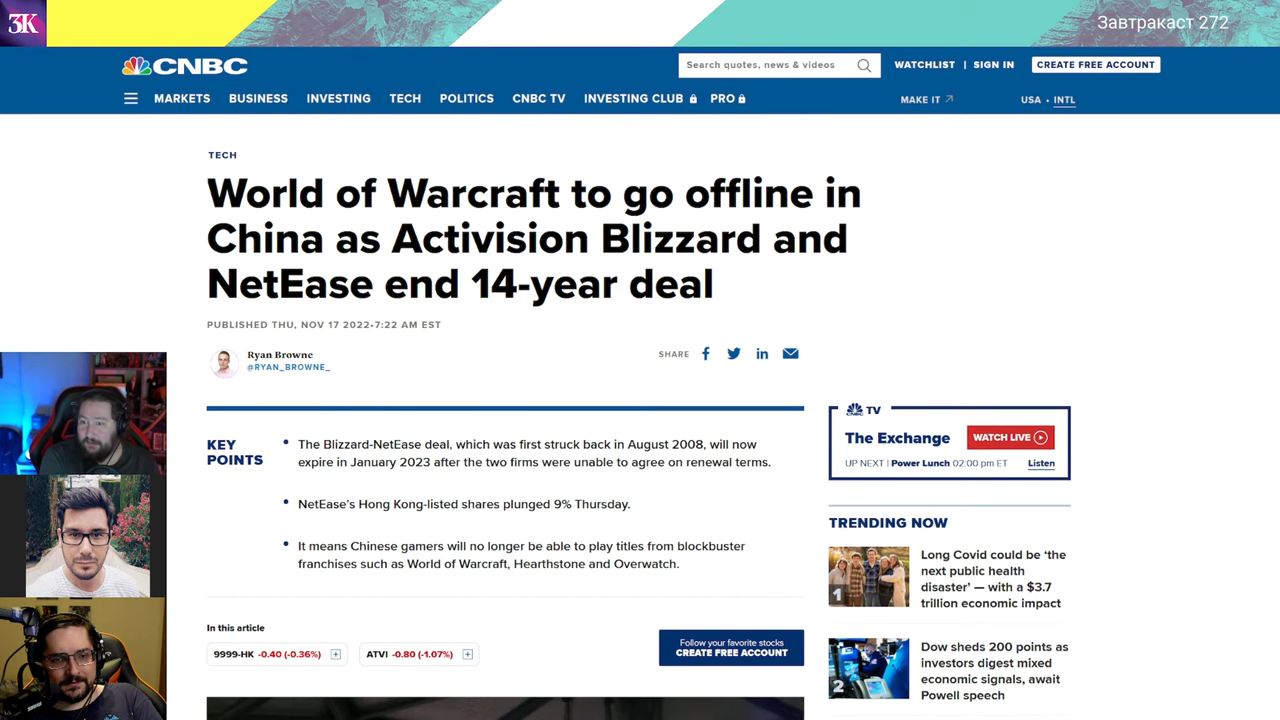 3K
Завтракаст 272
CNBC
Search quotes, news & videos
WATCHLIST | SIGN IN
CREATE FREE ACCOUNT
MARKETS BUSINESS INVESTING TECH POLITICS CNBC TV INVESTING CLUB PRO
MAKE IT
USA • INTL
TECH
World of Warcraft to go offline in
China as Activision Blizzard and
NetEase end 14-year deal
PUBLISHED THU, NOV 17 2022•7:22 AM EST
Ryan Browne
@RYAN_BROWNE_
SHARE
KEY
POINTS
• The Blizzard-NetEase deal, which was first struck back in August 2008, will now
expire in January 2023 after the two firms were unable to agree on renewal terms.
• NetEase's Hong Kong-listed shares plunged 9% Thursday.
• It means Chinese gamers will no longer be able to play titles from blockbuster
franchises such as World of Warcraft, Hearthstone and Overwatch.
In this article
9999-HK -0.40 (-0.36%)
ATVI -0.80 (-1.07%)
Follow your favorite stocks
CREATE FREE ACCOUNT
CNBC TV
The Exchange
WATCH LIVE
UP NEXT | Power Lunch 02:00 pm ET
Listen
TRENDING NOW
1
Long Covid could be 'the
next public health
disaster' — with a $3.7
trillion economic impact
2
Dow sheds 200 points as
investors digest mixed
economic signals, await
Powell speech